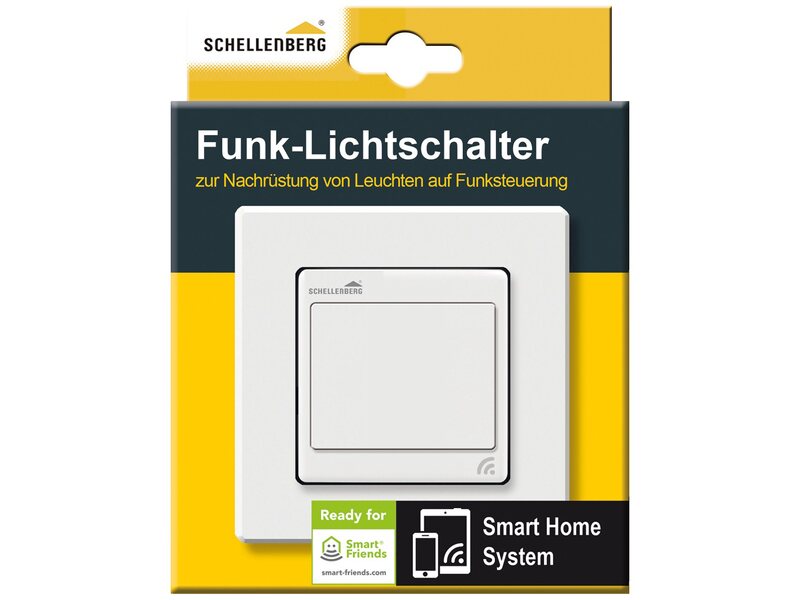 SCHELLENBERG®
Funk-Lichtschalter
zur Nachrüstung von Leuchten auf Funksteuerung
SCHELLENBERG
Ready for
Smart®
Friends
smart-friends.com
Smart Home
System